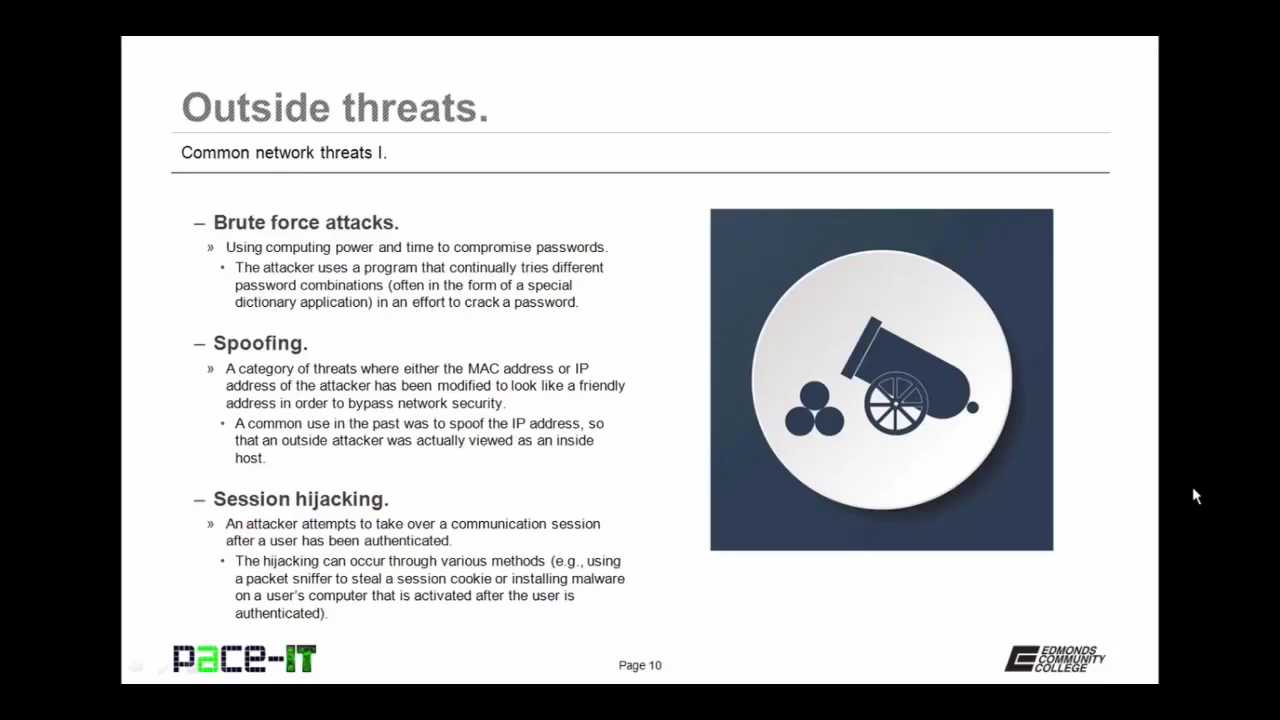 Outside threats.
Common network threats I.
– Brute force attacks.
» Using computing power and time to compromise passwords.
• The attacker uses a program that continually tries different
password combinations (often in the form of a special
dictionary application) in an effort to crack a password.
– Spoofing.
» A category of threats where either the MAC address or IP
address of the attacker has been modified to look like a friendly
address in order to bypass network security.
• A common use in the past was to spoof the IP address, so
that an outside attacker was actually viewed as an inside
host.
– Session hijacking.
» An attacker attempts to take over a communication session
after a user has been authenticated.
• The hijacking can occur through various methods (e.g., using
a packet sniffer to steal a session cookie or installing malware
on a user's computer that is activated after the user is
authenticated).
pace-IT
Page 10
EDMONDS
COMMUNITY
COLLEGE